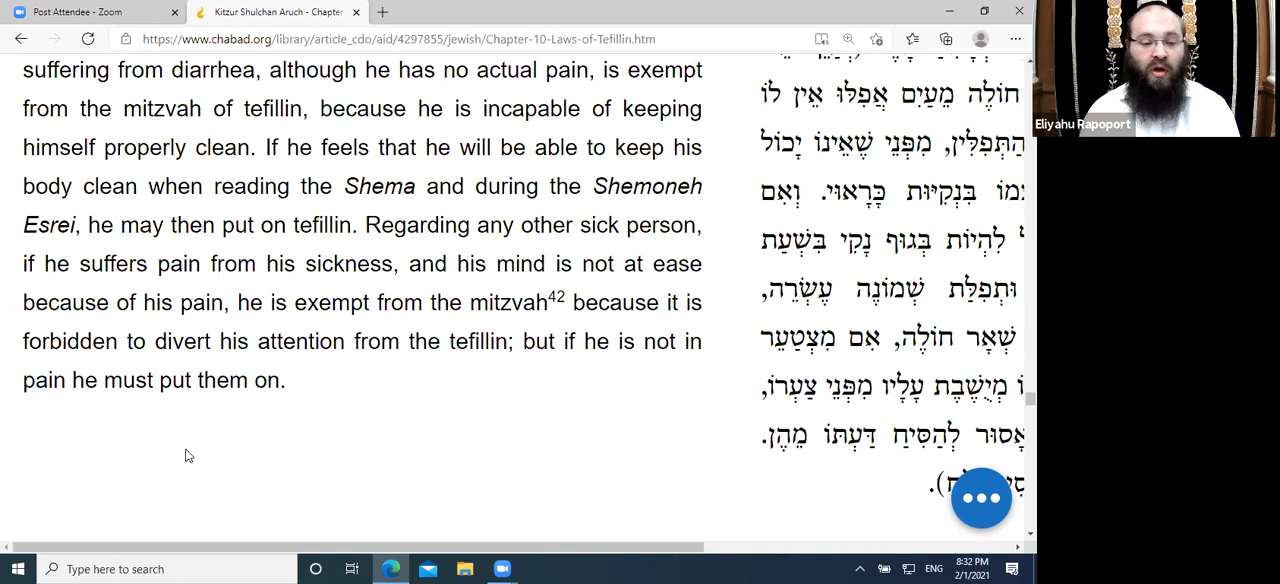 Post Attendee - Zoom
Kitzur Shulchan Aruch - Chapter
https://www.chabad.org/library/article_cdo/aid/4297855/jewish/Chapter-10-Laws-of-Tefillin.htm
suffering from diarrhea, although he has no actual pain, is exempt
from the mitzvah of tefillin, because he is incapable of keeping
himself properly clean. If he feels that he will be able to keep his
body clean when reading the Shema and during the Shemoneh
Esrei, he may then put on tefillin. Regarding any other sick person,
if he suffers pain from his sickness, and his mind is not at ease
because of his pain, he is exempt from the mitzvah42 because it is
forbidden to divert his attention from the tefillin; but if he is not in
pain he must put them on.
חוֹלֶה מֵעַיִם אֲפִלּוּ אֵין לוֹ
הַתְּפִלִּין, מִפְּנֵי שֶׁאֵינוֹ יָכוֹל
בִּנְקִיּוּת כָּרָאוּי. וְאִם
לִהְיוֹת בְּגוּף נָקִי בִּשְׁעַת
וּתְפִלַּת שְׁמוֹנֶה עֶשְׂרֵה,
שְׁאָר חוֹלֶה, אִם מִצְטַעֵר
מְיֻשֶּׁבֶת עָלָיו מִפְּנֵי צַעֲרוֹ,
אָסוּר לְהַסִּיחַ דַּעְתּוֹ מֵהֶן.
Eliyahu Rapoport
Type here to search
ENG
8:32 PM
2/1/2021